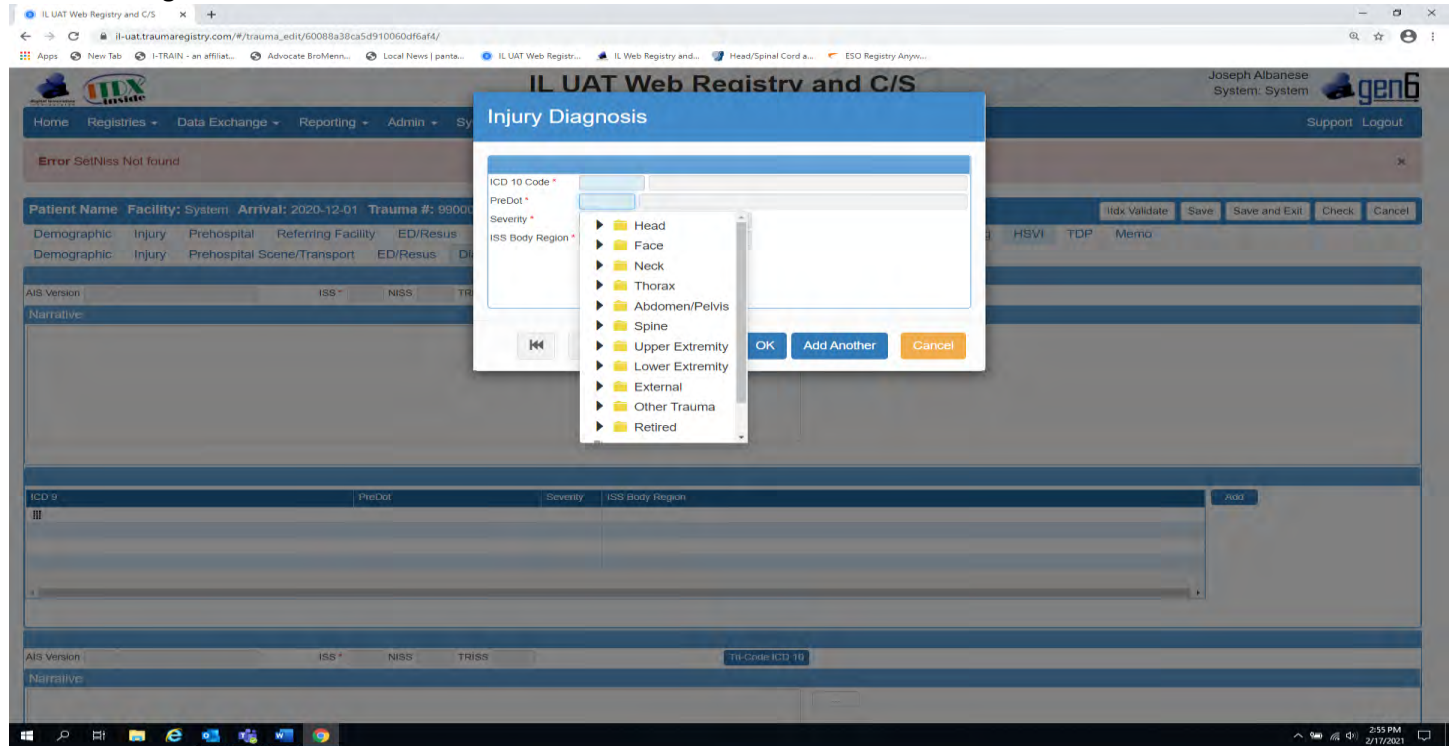 IL UAT Web Registry and C/S
il-uat.traumaregistry.com/#/trauma_edit/60088a38ca5d910060df6af4/
Apps New Tab I-TRAIN - an affiliat... Advocate BroMenn... Local News | panta... IL UAT Web Registr... IL Web Registry and... Head/Spinal Cord a... ESO Registry Anyw...
IIDX inside
IL UAT Web Registry and C/S
Joseph Albanese
System: System
gen6
Home Registries Data Exchange Reporting Admin Sy
Support Logout
Injury Diagnosis
Error SetNiss Not found
ICD 10 Code *
PreDot *
Severity *
ISS Body Region *
Head
Face
Neck
Thorax
Abdomen/Pelvis
Spine
Upper Extremity
Lower Extremity
External
Other Trauma
Retired
OK Add Another Cancel
Patient Name Facility: System Arrival: 2020-12-01 Trauma #: 99000
IIdx Validate Save Save and Exit Check Cancel
Demographic Injury Prehospital Referring Facility ED/Resus
HSVI TDP Memo
Demographic Injury Prehospital Scene/Transport ED/Resus
AIS Version ISS * NISS
Narrative
ICD 9 PreDot Severity ISS Body Region Add
AIS Version ISS * NISS TRISS Tri-Code ICD 10
Narrative
2:55 PM
2/17/2021